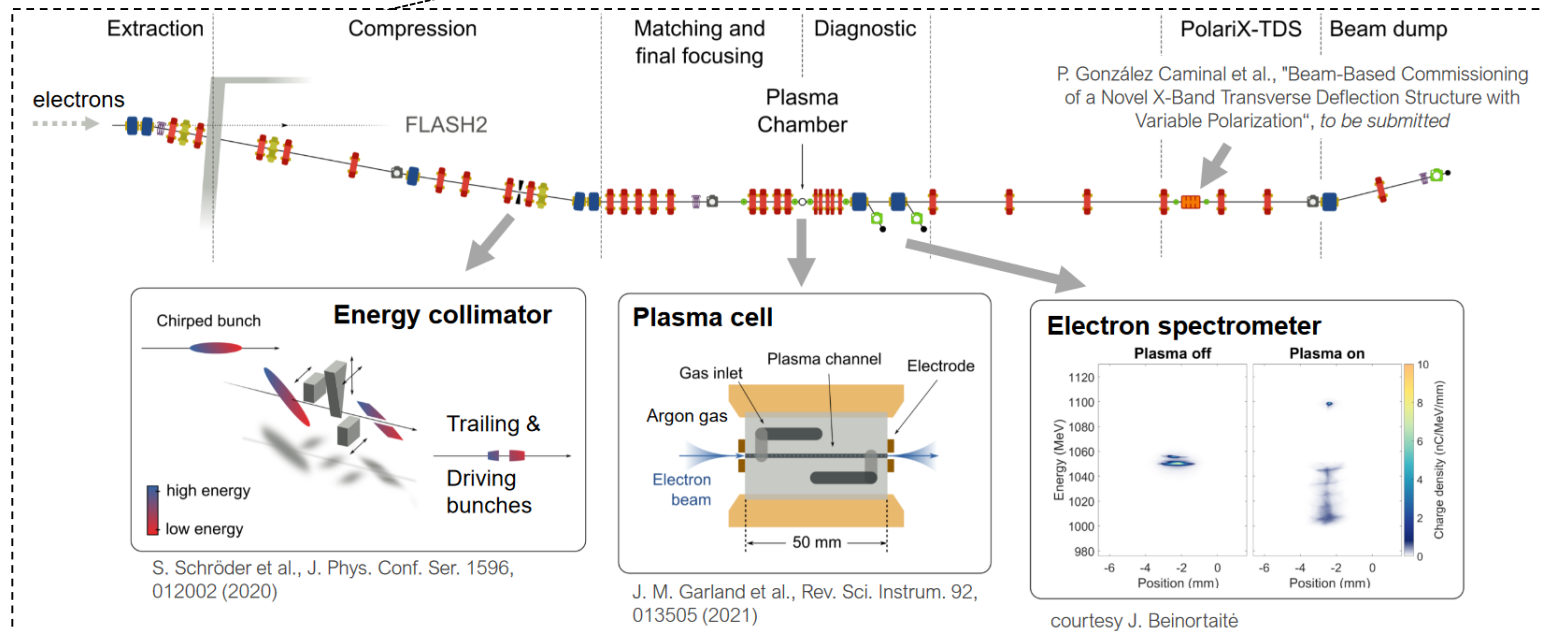 Extraction
Compression
Matching and
final focusing
Diagnostic
PolariX-TDS
Beam dump
P. González Caminal et al., "Beam-Based Commissioning
of a Novel X-Band Transverse Deflection Structure with
Variable Polarization“, to be submitted
electrons
FLASH2
Plasma
Chamber
Energy collimator
Chirped bunch
Trailing &
Driving
bunches
high energy
low energy
S. Schröder et al., J. Phys. Conf. Ser. 1596,
012002 (2020)
Plasma cell
Plasma channel
Gas inlet
Electrode
Argon gas
Electron
beam
50 mm
J. M. Garland et al., Rev. Sci. Instrum. 92,
013505 (2021)
Electron spectrometer
Plasma off
Plasma on
Energy (MeV)
1120
1100
1080
1060
1040
1020
1000
980
-6 -4 -2 0
Position (mm)
-6 -4 -2 0
Position (mm)
10
8
6
4
2
0
Charge density (nC/MeV/mm)
courtesy J. Beinortaitė